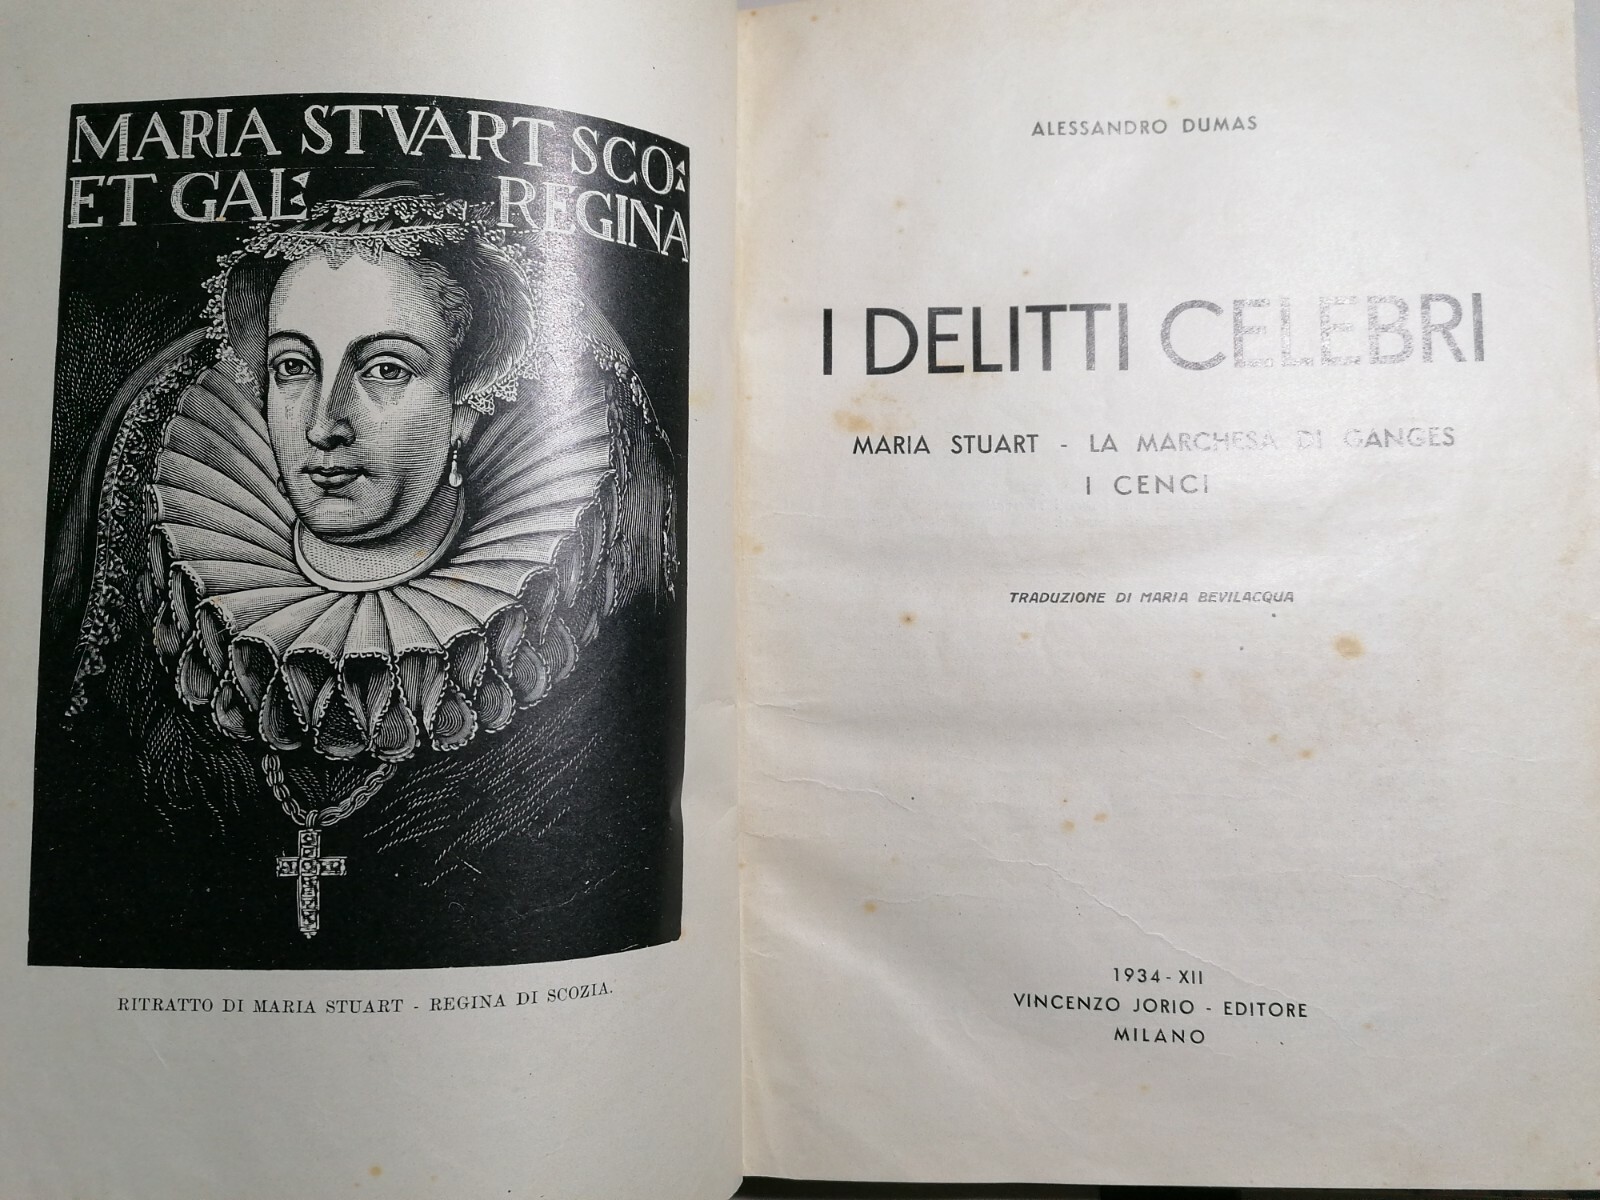 MARIA STVART SCO:
ET GAL: REGINA
RITRATTO DI MARIA STUART - REGINA DI SCOZIA.
ALESSANDRO DUMAS
I DELITTI CELEBRI
MARIA STUART - LA MARCHESA DI GANGES
I CENCI
TRADUZIONE DI MARIA BEVILACQUA
1934 - XII
VINCENZO JORIO - EDITORE
MILANO